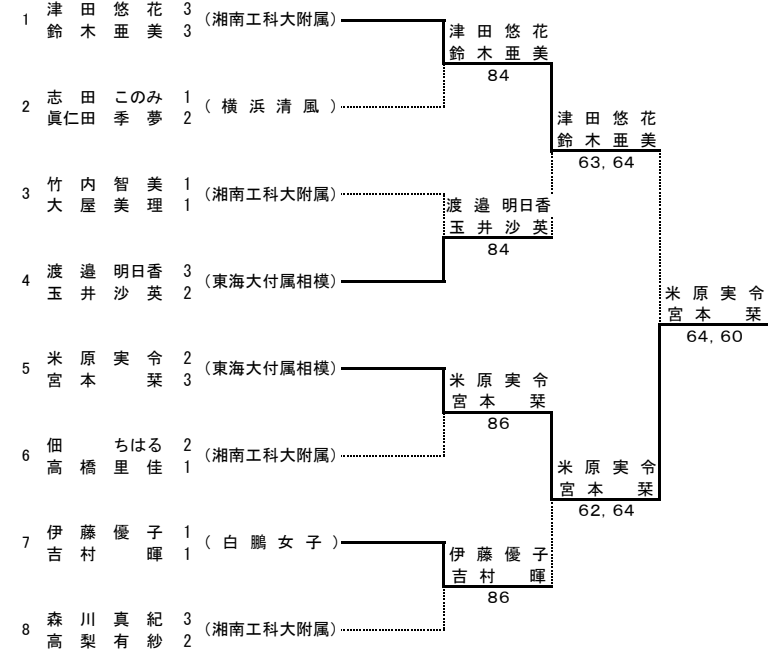 1 津田悠花 3 (湘南工科大附属)
鈴木亜美 3
2 志田このみ 1 (横浜清風)
眞仁田季夢 2
3 竹内智美 1 (湘南工科大附属)
大屋美理 1
4 渡邉明日香 3 (東海大付属相模)
玉井沙英 2
5 米原実令 2 (東海大付属相模)
宮本栞 3
6 佃ちはる 2 (湘南工科大附属)
高橋里佳 1
7 伊藤優子 1 (白鵬女子)
吉村暉 1
8 森川真紀 3 (湘南工科大附属)
高梨有紗 2
津田悠花
鈴木亜美
84
渡邉明日香
玉井沙英
84
米原実令
宮本栞
86
伊藤優子
吉村暉
86
津田悠花
鈴木亜美
63, 64
米原実令
宮本栞
62, 64
米原実令
宮本栞
64, 60